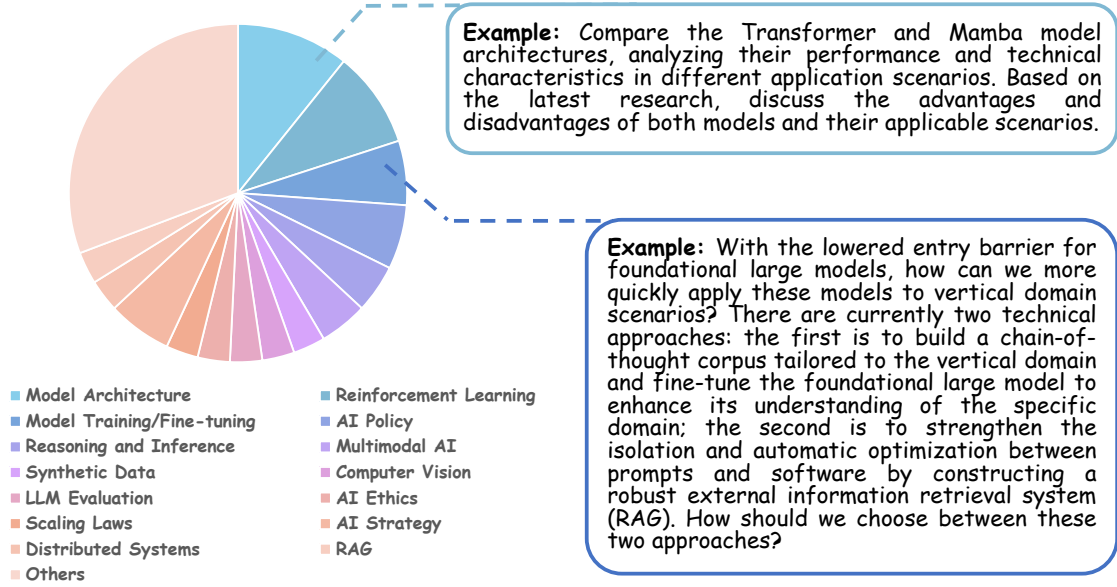 Example: Compare the Transformer and Mamba model
architectures, analyzing their performance and technical
characteristics in different application scenarios. Based on
the latest research, discuss the advantages and
disadvantages of both models and their applicable scenarios.
Example: With the lowered entry barrier for
foundational large models, how can we more
quickly apply these models to vertical domain
scenarios? There are currently two technical
approaches: the first is to build a chain-of-
thought corpus tailored to the vertical domain
and fine-tune the foundational large model to
enhance its understanding of the specific
domain; the second is to strengthen the
isolation and automatic optimization between
prompts and software by constructing a
robust external information retrieval system
(RAG). How should we choose between these
two approaches?
Model Architecture
Reinforcement Learning
Model Training/Fine-tuning
AI Policy
Reasoning and Inference
Multimodal AI
Synthetic Data
Computer Vision
LLM Evaluation
AI Ethics
Scaling Laws
AI Strategy
Distributed Systems
RAG
Others